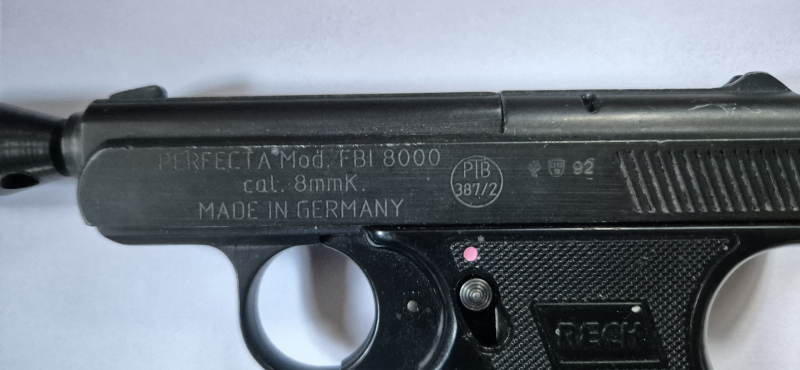 PERFECTA Mod. FBI 8000
cal. 8mmK.
MADE IN GERMANY
PTB
387/2
92
RECK